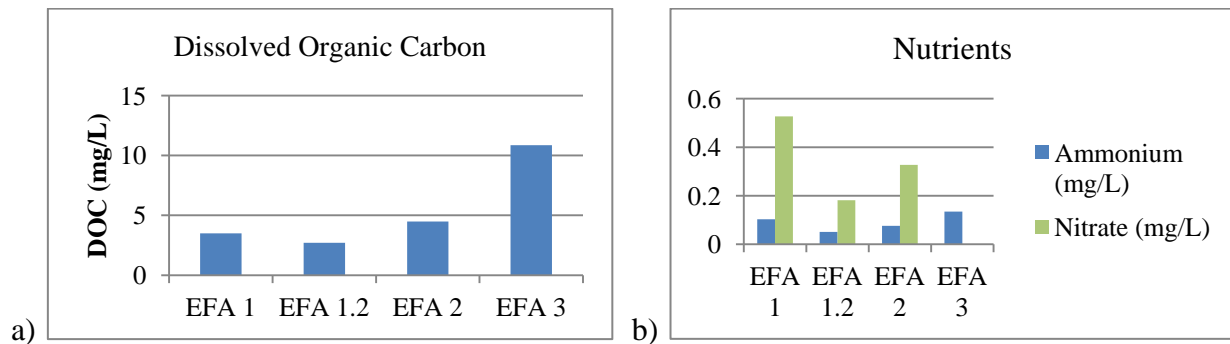 a)
Dissolved Organic Carbon
DOC (mg/L)
15
10
5
0
EFA 1 EFA 1.2 EFA 2 EFA 3
b)
Nutrients
0.6
0.4
0.2
0
EFA EFA EFA EFA
1 1.2 2 3
Ammonium
(mg/L)
Nitrate (mg/L)